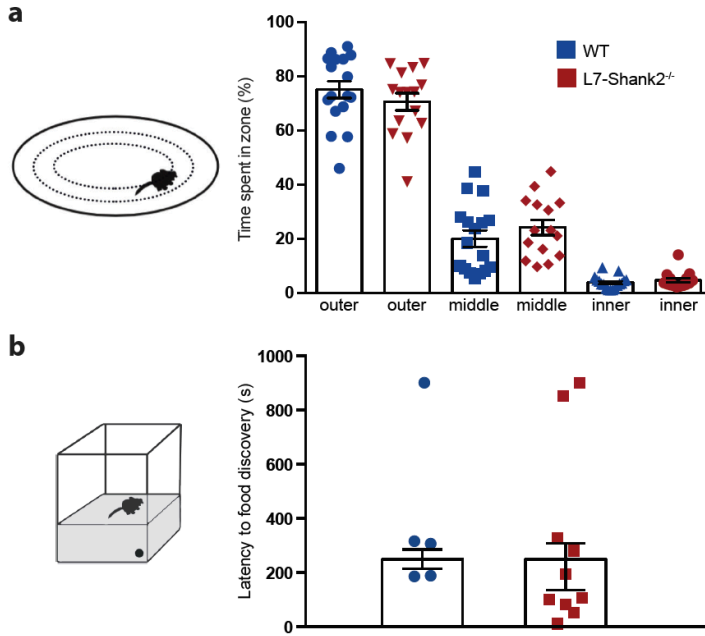 a
Time spent in zone (%)
100
80
60
40
20
0
WT
L7-Shank2⁻/⁻
outer
outer
middle
middle
inner
inner
b
Latency to food discovery (s)
1000
800
600
400
200
0